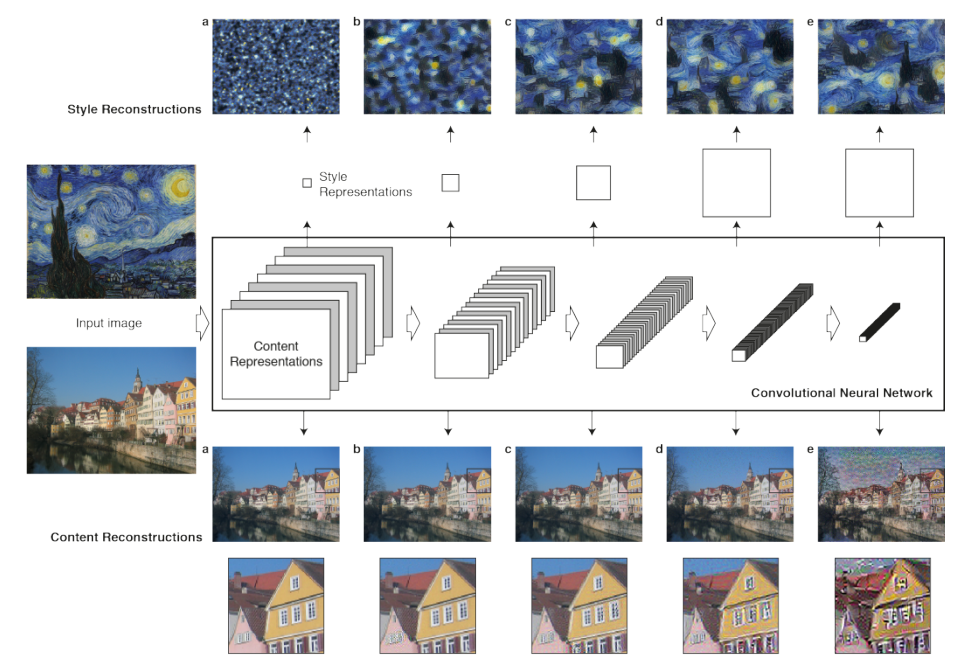 a b c d e
Style Reconstructions
Style
Representations
Input image
Content
Representations
Convolutional Neural Network
a b c d e
Content Reconstructions